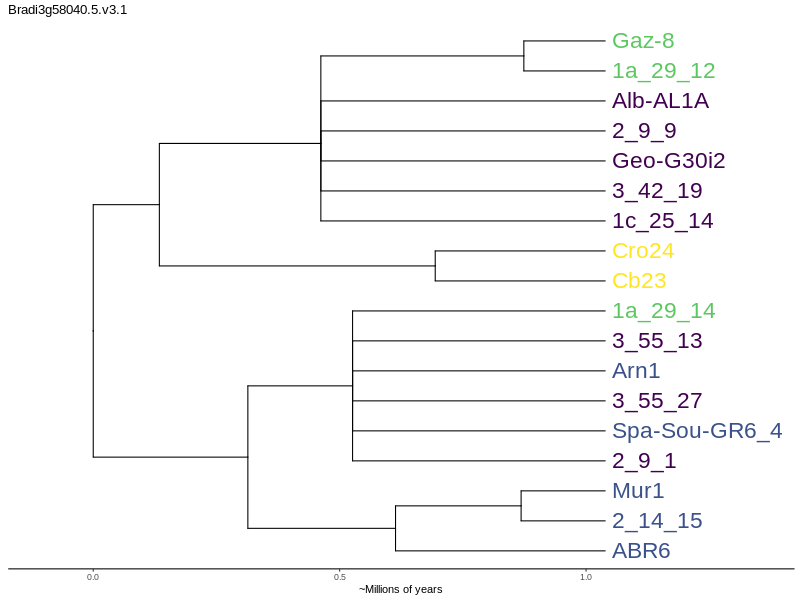 Bradi3g58040.5.v3.1
Gaz-8
1a_29_12
Alb-AL1A
2_9_9
Geo-G30i2
3_42_19
1c_25_14
Cro24
Cb23
1a_29_14
3_55_13
Arn1
3_55_27
Spa-Sou-GR6_4
2_9_1
Mur1
2_14_15
ABR6
0.0 0.5 1.0
~Millions of years